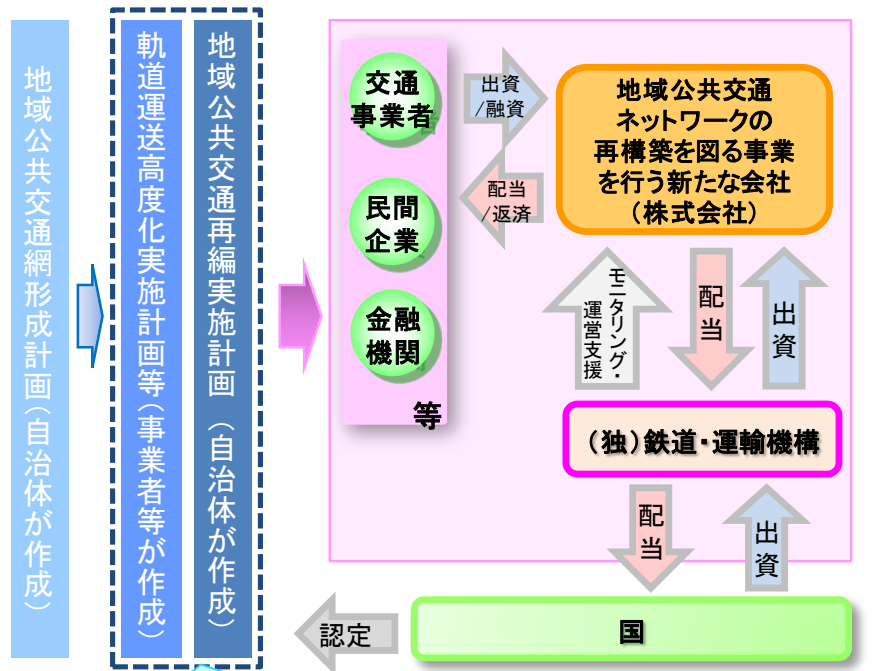 地域公共交通網形成計画(自治体が作成)
軌道運送高度化実施計画等(事業者等が作成)
地域公共交通再編実施計画 (自治体が作成)
交通
事業者
民間
企業
金融
機関
等
出資
/融資
配当
/返済
地域公共交通
ネットワークの
再構築を図る事業
を行う新たな会社
(株式会社)
モニタリング・
運営支援
配当
出資
(独)鉄道・運輸機構
配当
出資
認定
国